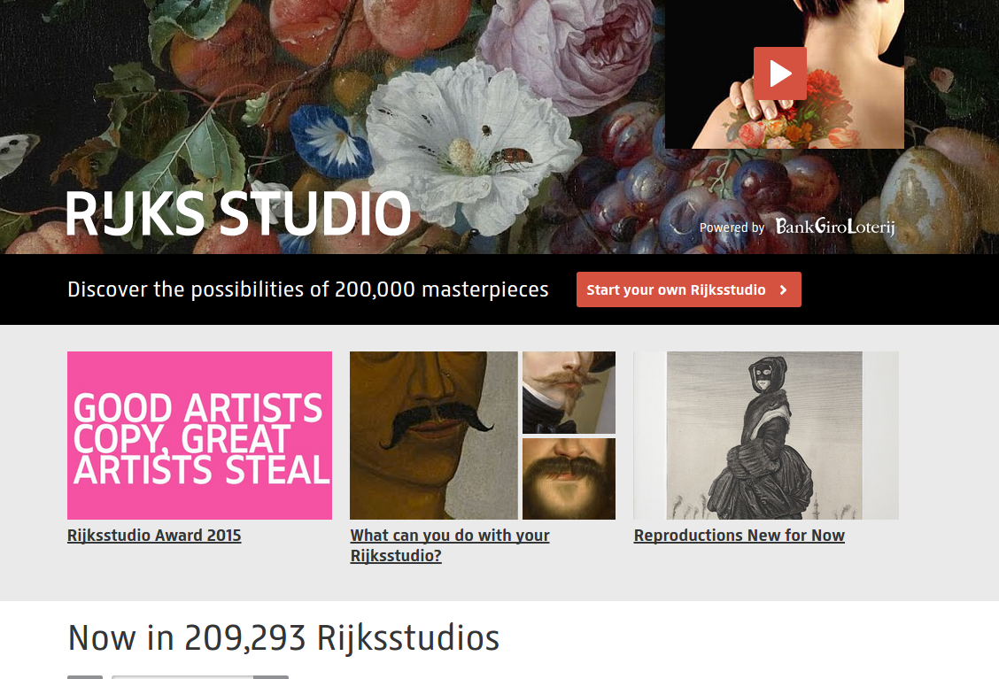 RIJKS STUDIO
Powered by BankGiroLoterij
Discover the possibilities of 200,000 masterpieces
Start your own Rijksstudio
GOOD ARTISTS
COPY, GREAT
ARTISTS STEAL
Rijksstudio Award 2015
What can you do with your
Rijksstudio?
Reproductions New for Now
Now in 209,293 Rijksstudios